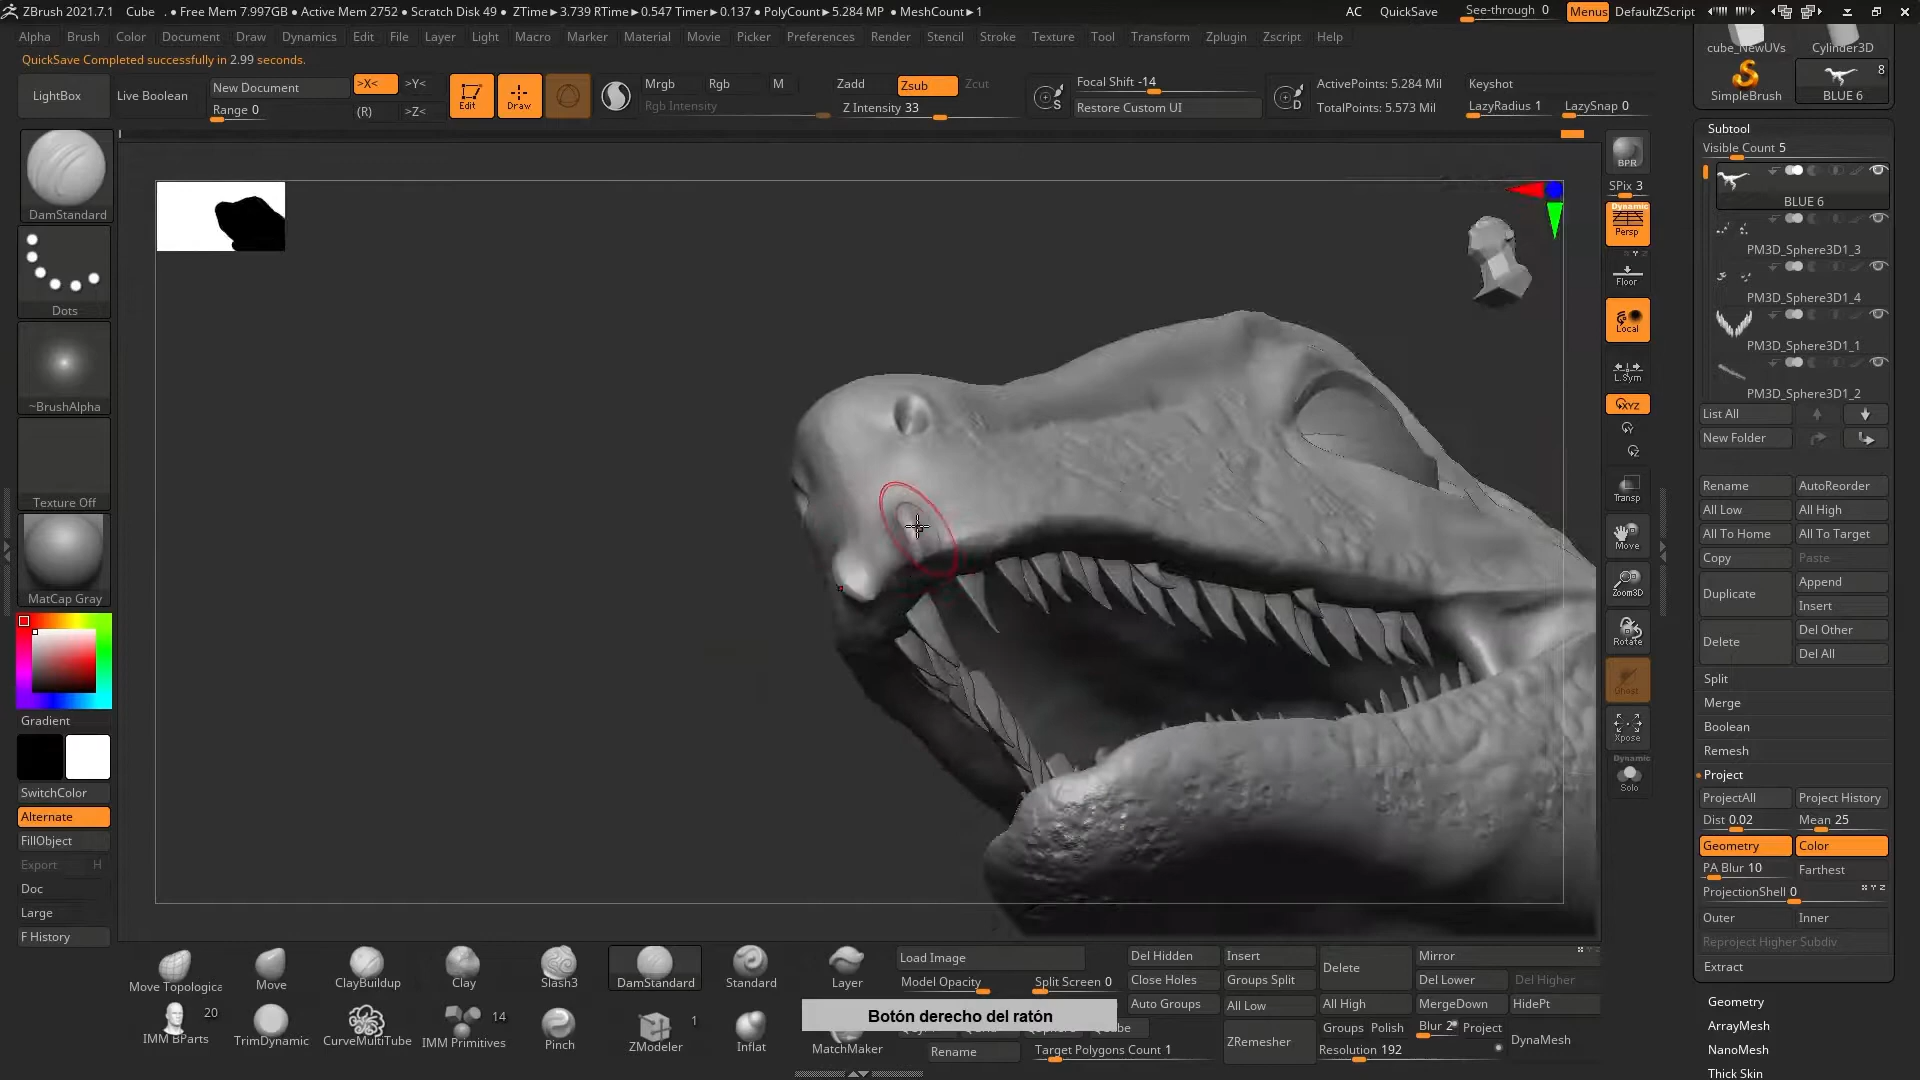 ZBrush 2021.7.1 Cube . ● Free Mem 7.997GB ● Active Mem 2752 ● Scratch Disk 49 ● ZTime►3.739 RTime►0.547 Timer►0.137 ● PolyCount►5.284 MP ● MeshCount►1
AC QuickSave See-through 0 Menus DefaultZScript
Alpha Brush Color Document Draw Dynamics Edit File Layer Light Macro Marker Material Movie Picker Preferences Render Stencil Stroke Texture Tool Transform Zplugin Zscript Help
QuickSave Completed successfully in 2.99 seconds.
LightBox
Live Boolean
New Document
Range 0
>X< >Y<
(R) >Z<
Edit
Draw
Mrgb Rgb M
Rgb Intensity
Zadd Zsub Zcut
Z Intensity 33
S
Focal Shift -14
Restore Custom UI
D
ActivePoints: 5.284 Mil
TotalPoints: 5.573 Mil
Keyshot
LazyRadius 1 LazySnap 0
DamStandard
Dots
~BrushAlpha
Texture Off
MatCap Gray
Gradient
SwitchColor
Alternate
FillObject
Export H
Doc
Large
F History
BPR
SPix 3
Dynamic
Persp
Floor
Local
L.Sym
XYZ
Y
Z
Transp
Move
Zoom3D
Rotate
Ghost
Xpose
Dynamic
Solo
cube_NewUVs Cylinder3D
SimpleBrush
8
BLUE 6
Subtool
Visible Count 5
BLUE 6
PM3D_Sphere3D1_3
PM3D_Sphere3D1_4
PM3D_Sphere3D1_1
PM3D_Sphere3D1_2
List All
New Folder
Rename AutoReorder
All Low All High
All To Home All To Target
Copy Paste
Duplicate Append
Insert
Delete Del Other
Del All
Split
Merge
Boolean
Remesh
Project
ProjectAll Project History
Dist 0.02 Mean 25
Geometry Color
PA Blur 10 Farthest
ProjectionShell 0 X Y Z
Outer Inner
Reproject Higher Subdiv
Extract
Geometry
ArrayMesh
NanoMesh
Thick Skin
Move Topologica Move ClayBuildup Clay Slash3 DamStandard Standard Layer
IMM BParts 20 TrimDynamic CurveMultiTube IMM Primitives 14 Pinch ZModeler 1 Inflat MatchMaker
Load Image
Model Opacity Split Screen 0
Botón derecho del ratón
Rename Target Polygons Count 1
Del Hidden Insert
Close Holes Groups Split
Auto Groups All Low
ZRemesher
Delete
All High
Mirror
Del Lower Del Higher
MergeDown HidePt
Groups Polish Blur 2 Project
Resolution 192
DynaMesh